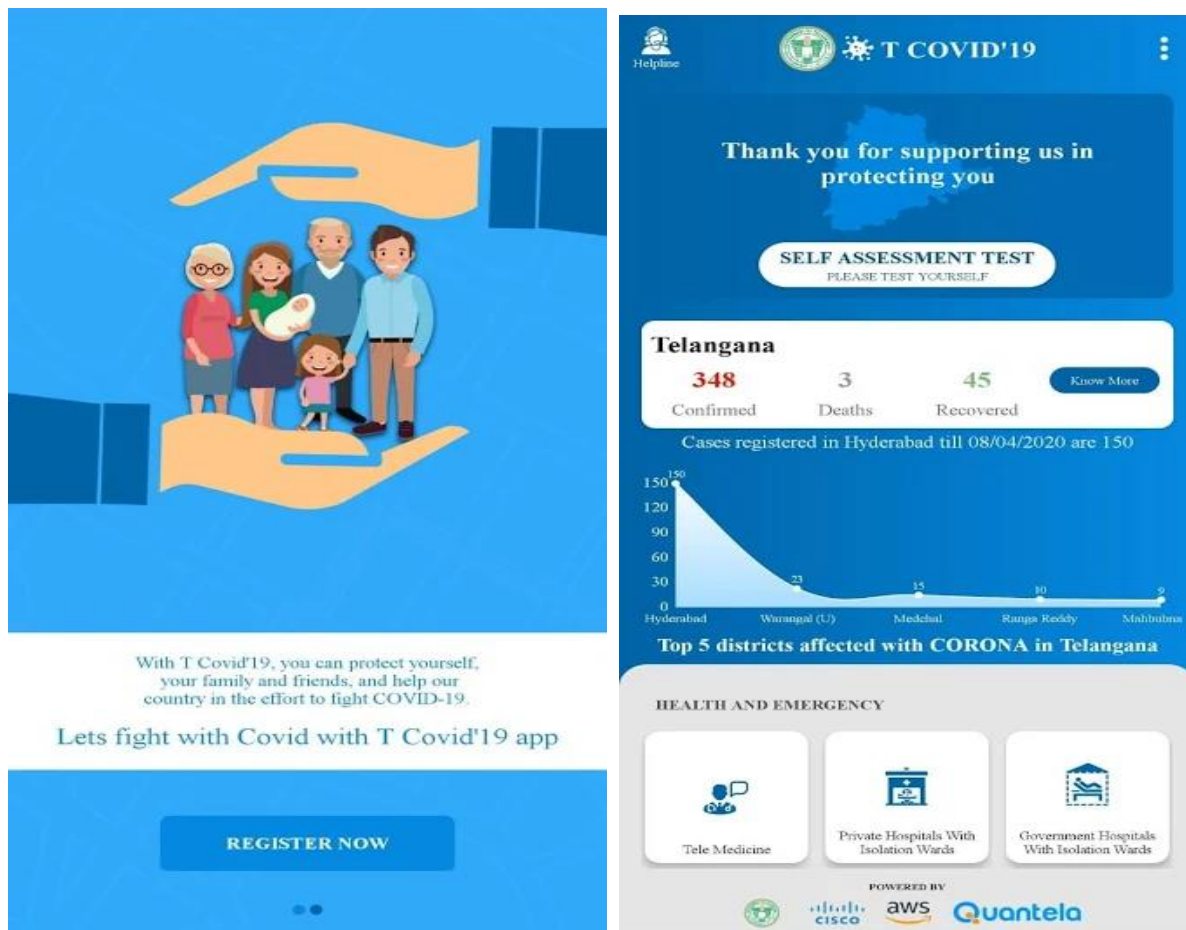 With T Covid'19, you can protect yourself,
your family and friends, and help our
country in the effort to fight COVID-19.
Lets fight with Covid with T Covid'19 app
REGISTER NOW
Helpline
T COVID'19
Thank you for supporting us in
protecting you
SELF ASSESSMENT TEST
PLEASE TEST YOURSELF
Telangana
348 3 45 Know More
Confirmed Deaths Recovered
Cases registered in Hyderabad till 08/04/2020 are 150
150
150
120
90
60
30
0
23
15
10
9
Hyderabad Warangal (U) Medchal Ranga Reddy Mahbubna
Top 5 districts affected with CORONA in Telangana
HEALTH AND EMERGENCY
Tele Medicine
Private Hospitals With
Isolation Wards
Government Hospitals
With Isolation Wards
POWERED BY
cisco aws Quantela